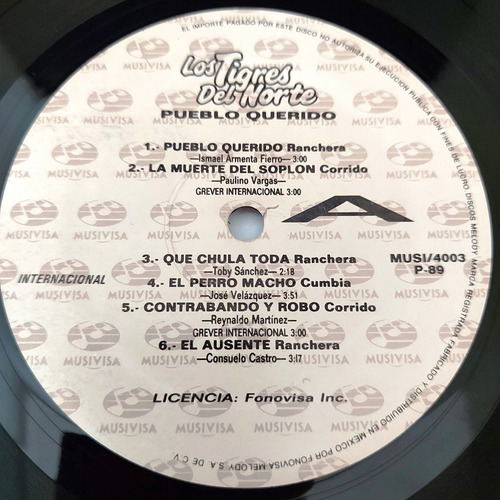 EL IMPORTE PAGADO POR ESTE DISCO NO AUTORIZA SU EJECUCION PUBLICA CON FINES DE LUCRO DISCOS MELODY MARCA REGISTRADA FABRICADO Y DISTRIBUIDO EN MEXICO POR FONOVISA MELODY S.A. DE C.V.
Los Tigres
Del Norte
PUEBLO QUERIDO
1.- PUEBLO QUERIDO Ranchera
—Ismael Armenta Fierro— 3:00
2.- LA MUERTE DEL SOPLON Corrido
—Paulino Vargas—
GREVER INTERNACIONAL 3:00
A
3.- QUE CHULA TODA Ranchera
—Toby Sánchez— 2:18
4.- EL PERRO MACHO Cumbia
—José Velázquez— 3:51
5.- CONTRABANDO Y ROBO Corrido
—Reynaldo Martínez—
GREVER INTERNACIONAL 3:00
6.- EL AUSENTE Ranchera
—Consuelo Castro— 3:17
MUSI/4003
P-89
INTERNACIONAL
LICENCIA: Fonovisa Inc.
MUSIVISA